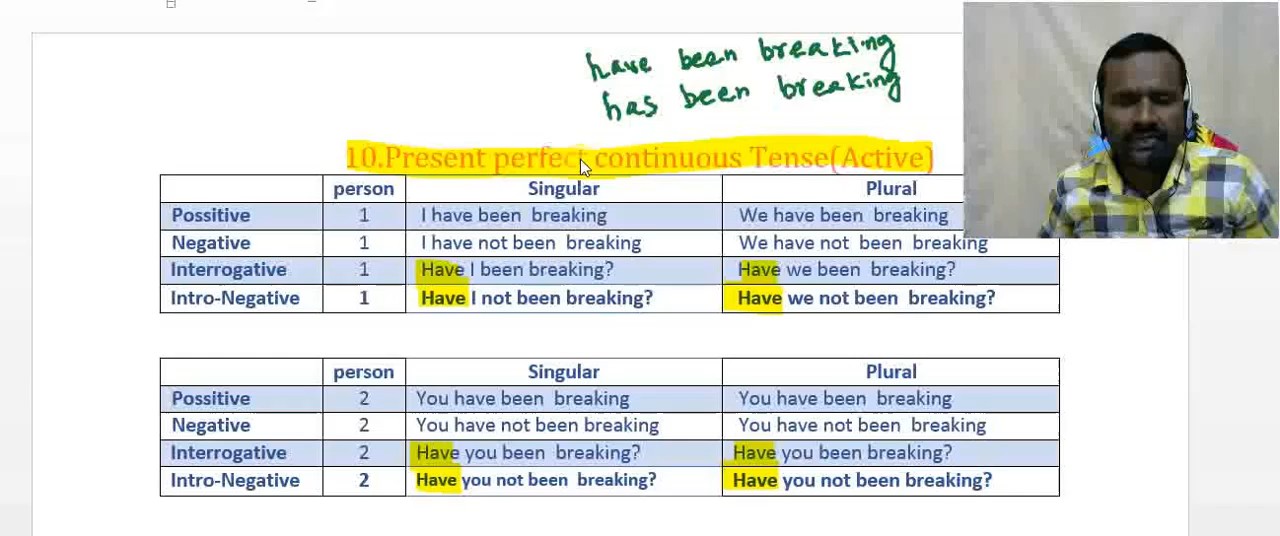 have been breaking
has been breaking
10.Present perfect continuous Tense(Active)
person Singular Plural
Possitive 1 I have been breaking We have been breaking
Negative 1 I have not been breaking We have not been breaking
Interrogative 1 Have I been breaking? Have we been breaking?
Intro-Negative 1 Have I not been breaking? Have we not been breaking?
person Singular Plural
Possitive 2 You have been breaking You have been breaking
Negative 2 You have not been breaking You have not been breaking
Interrogative 2 Have you been breaking? Have you been breaking?
Intro-Negative 2 Have you not been breaking? Have you not been breaking?